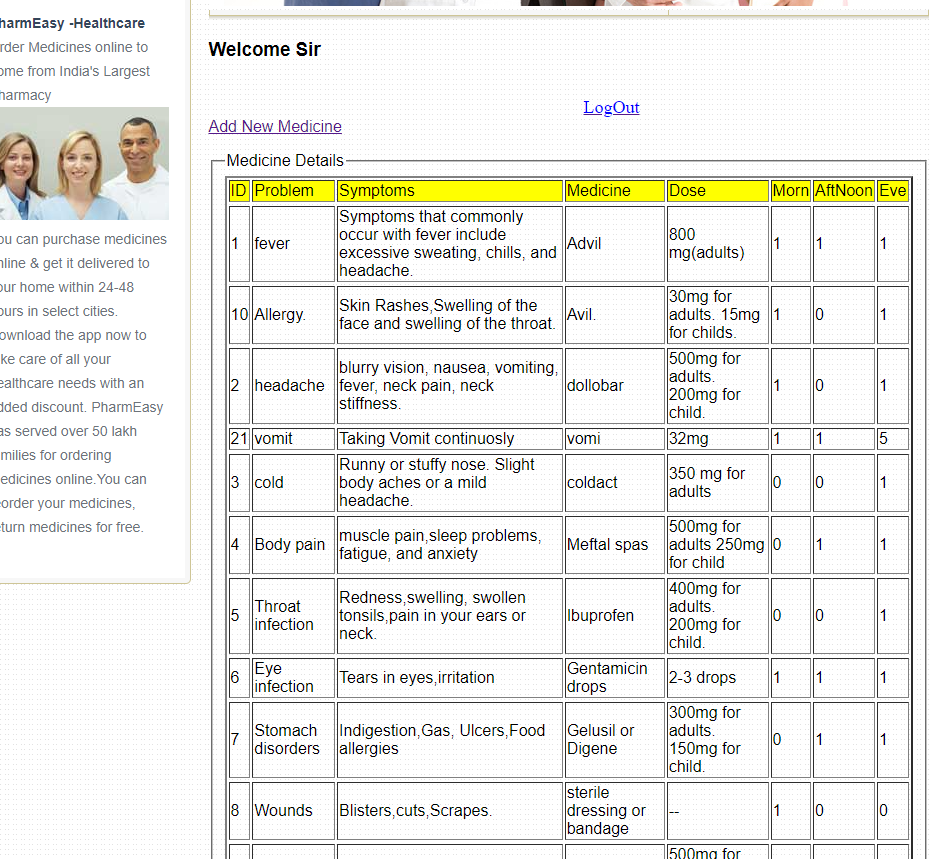 harmEasy -Healthcare
rder Medicines online to
ome from India's Largest
harmacy
ou can purchase medicines
nline & get it delivered to
our home within 24-48
ours in select cities.
ownload the app now to
ke care of all your
ealthcare needs with an
dded discount. PharmEasy
as served over 50 lakh
milies for ordering
edicines online.You can
eorder your medicines,
eturn medicines for free.
Welcome Sir
LogOut
Add New Medicine
Medicine Details
ID Problem Symptoms Medicine Dose Morn AftNoon Eve
1 fever Symptoms that commonly
occur with fever include
excessive sweating, chills, and
headache. Advil 800
mg(adults) 1 1 1
10 Allergy. Skin Rashes,Swelling of the
face and swelling of the throat. Avil. 30mg for
adults. 15mg
for childs. 1 0 1
2 headache blurry vision, nausea, vomiting,
fever, neck pain, neck
stiffness. dollobar 500mg for
adults.
200mg for
child. 1 0 1
21 vomit Taking Vomit continuosly vomi 32mg 1 1 5
3 cold Runny or stuffy nose. Slight
body aches or a mild
headache. coldact 350 mg for
adults 0 0 1
4 Body pain muscle pain,sleep problems,
fatigue, and anxiety Meftal spas 500mg for
adults 250mg
for child 0 1 1
5 Throat
infection Redness,swelling, swollen
tonsils,pain in your ears or
neck. Ibuprofen 400mg for
adults.
200mg for
child. 0 0 1
6 Eye
infection Tears in eyes,irritation Gentamicin
drops 2-3 drops 1 1 1
7 Stomach
disorders Indigestion,Gas, Ulcers,Food
allergies Gelusil or
Digene 300mg for
adults.
150mg for
child. 0 1 1
8 Wounds Blisters,cuts,Scrapes. sterile
dressing or
bandage -- 1 0 0
500mg for